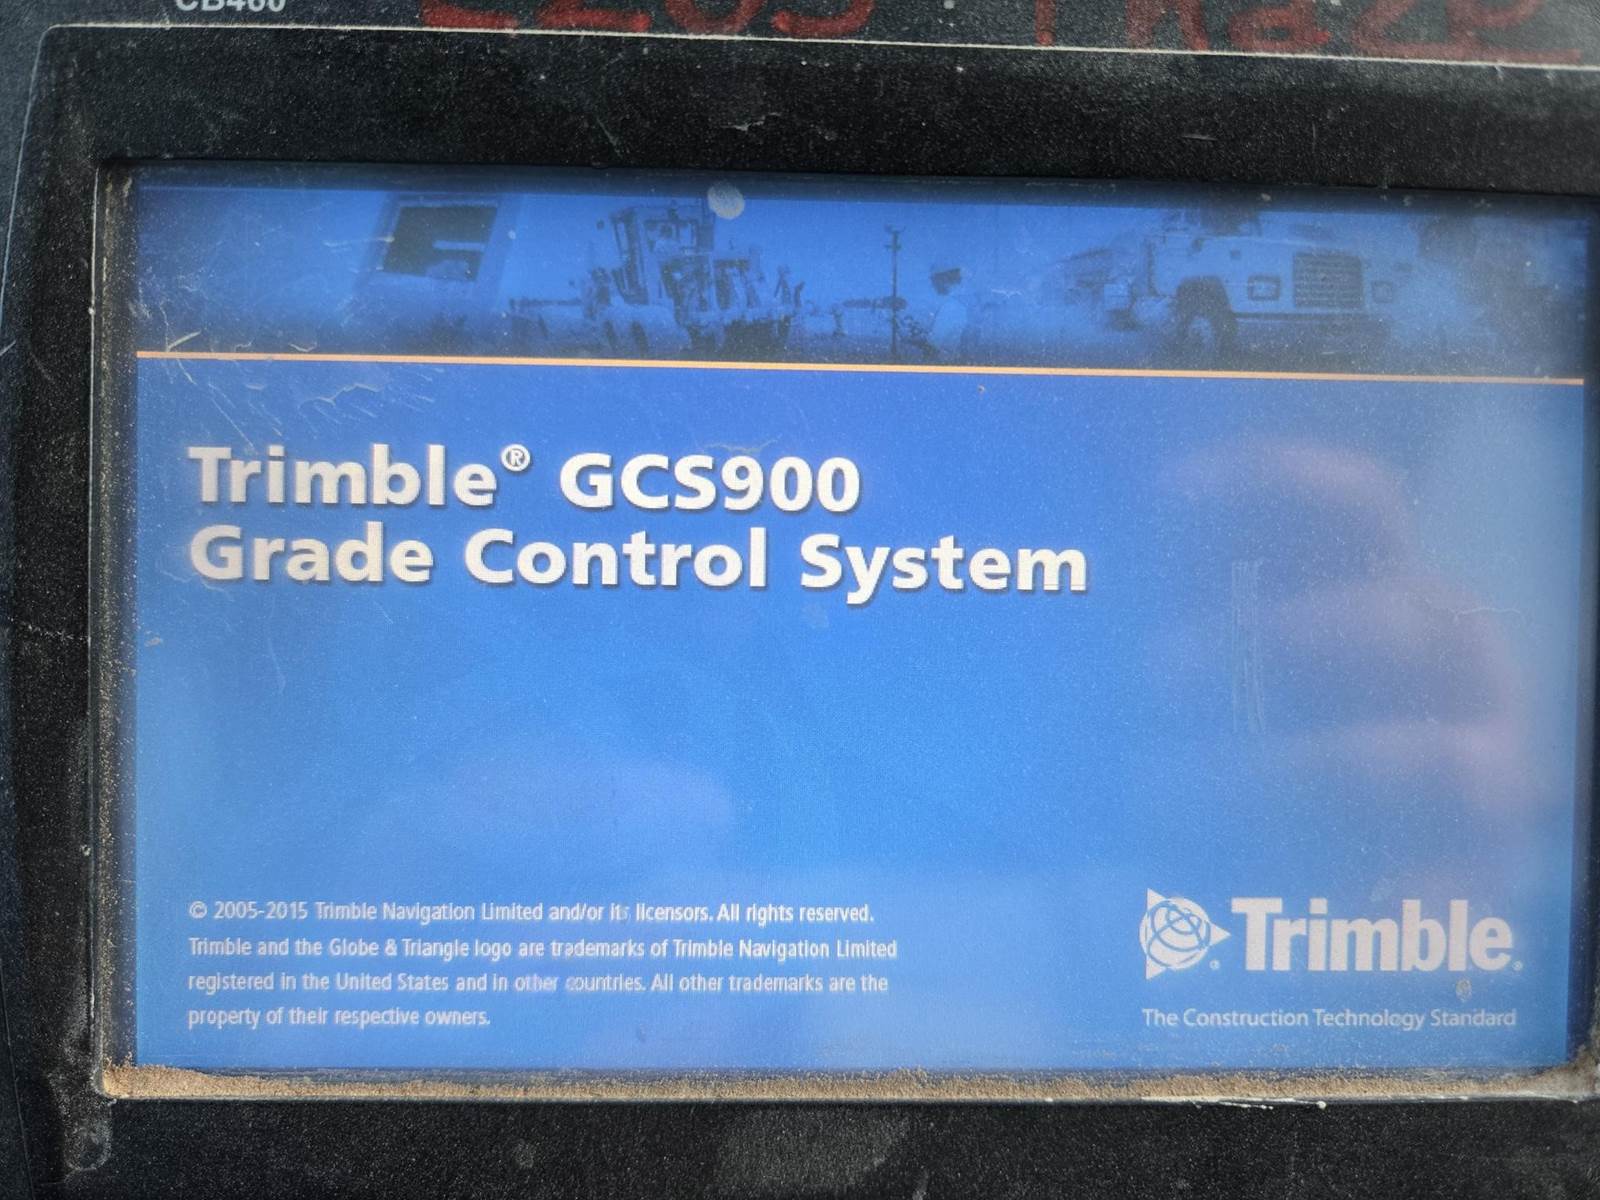 CB460
Trimble® GCS900
Grade Control System
© 2005-2015 Trimble Navigation Limited and/or its licensors. All rights reserved.
Trimble and the Globe & Triangle logo are trademarks of Trimble Navigation Limited
registered in the United States and in other countries. All other trademarks are the
property of their respective owners.
Trimble.
The Construction Technology Standard